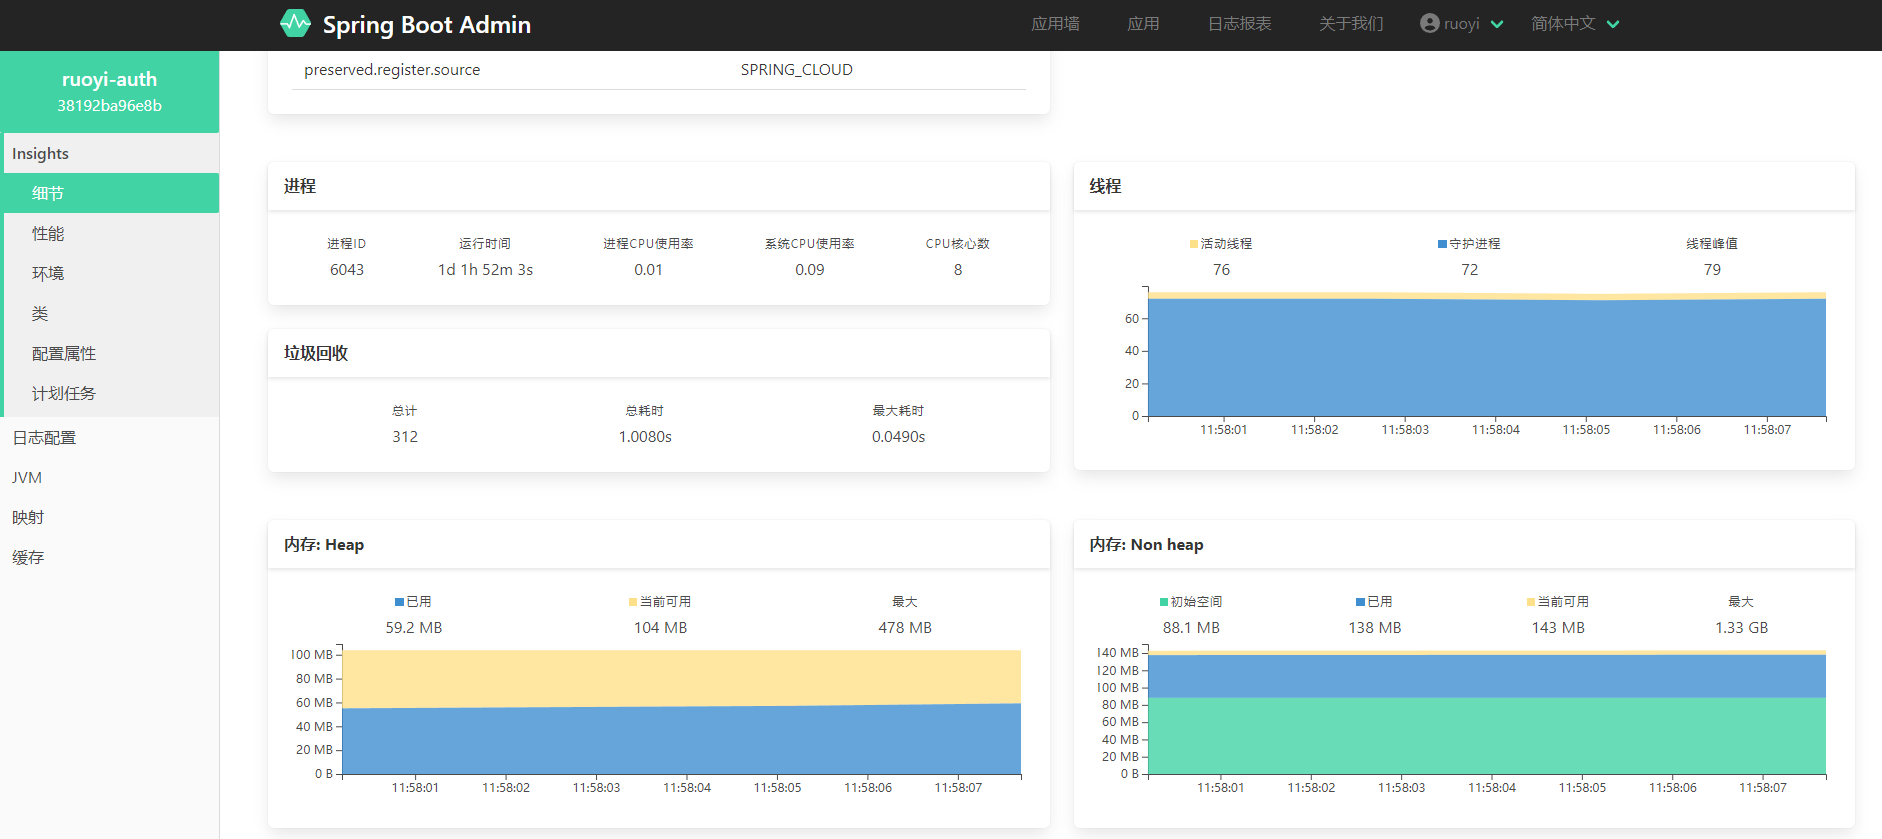 Spring Boot Admin
应用墙
应用
日志报表
关于我们
ruoyi
简体中文
ruoyi-auth
38192ba96e8b
Insights
细节
性能
环境
类
配置属性
计划任务
日志配置
JVM
映射
缓存
preserved.register.source SPRING_CLOUD
进程
进程ID 运行时间 进程CPU使用率 系统CPU使用率 CPU核心数
6043 1d 1h 52m 3s 0.01 0.09 8
垃圾回收
总计 总耗时 最大耗时
312 1.0080s 0.0490s
线程
活动线程 守护进程 线程峰值
76 72 79
60
40
20
0
11:58:01 11:58:02 11:58:03 11:58:04 11:58:05 11:58:06 11:58:07
内存: Heap
已用 当前可用 最大
59.2 MB 104 MB 478 MB
100 MB
80 MB
60 MB
40 MB
20 MB
0 B
11:58:01 11:58:02 11:58:03 11:58:04 11:58:05 11:58:06 11:58:07
内存: Non heap
初始空间 已用 当前可用 最大
88.1 MB 138 MB 143 MB 1.33 GB
140 MB
120 MB
100 MB
80 MB
60 MB
40 MB
20 MB
0 B
11:58:01 11:58:02 11:58:03 11:58:04 11:58:05 11:58:06 11:58:07